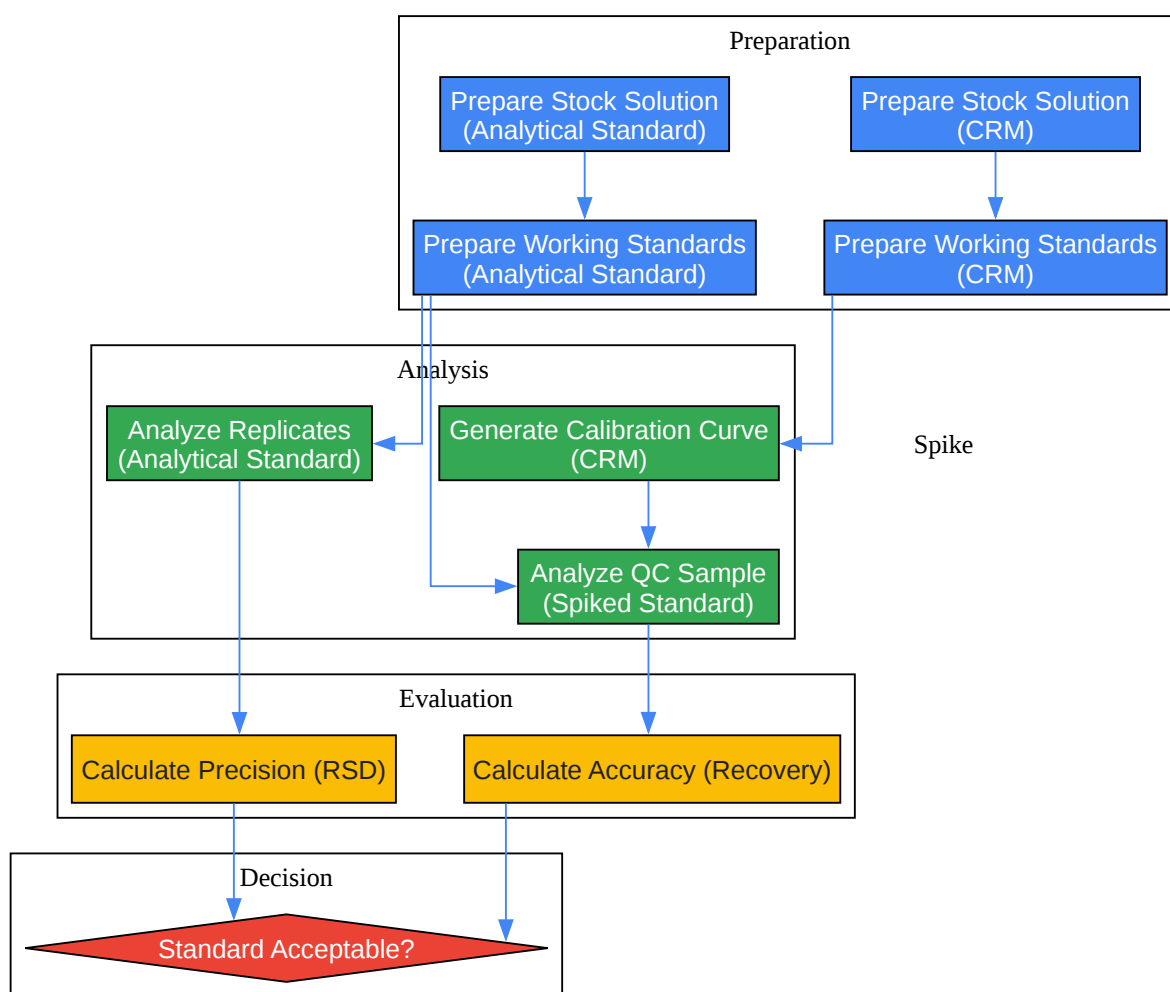 Preparation
Prepare Stock Solution
(Analytical Standard)
Prepare Stock Solution
(CRM)
Prepare Working Standards
(Analytical Standard)
Prepare Working Standards
(CRM)
Analysis
Analyze Replicates
(Analytical Standard)
Generate Calibration Curve
(CRM)
Spike
Analyze QC Sample
(Spiked Standard)
Evaluation
Calculate Precision (RSD)
Calculate Accuracy (Recovery)
Decision
Standard Acceptable?